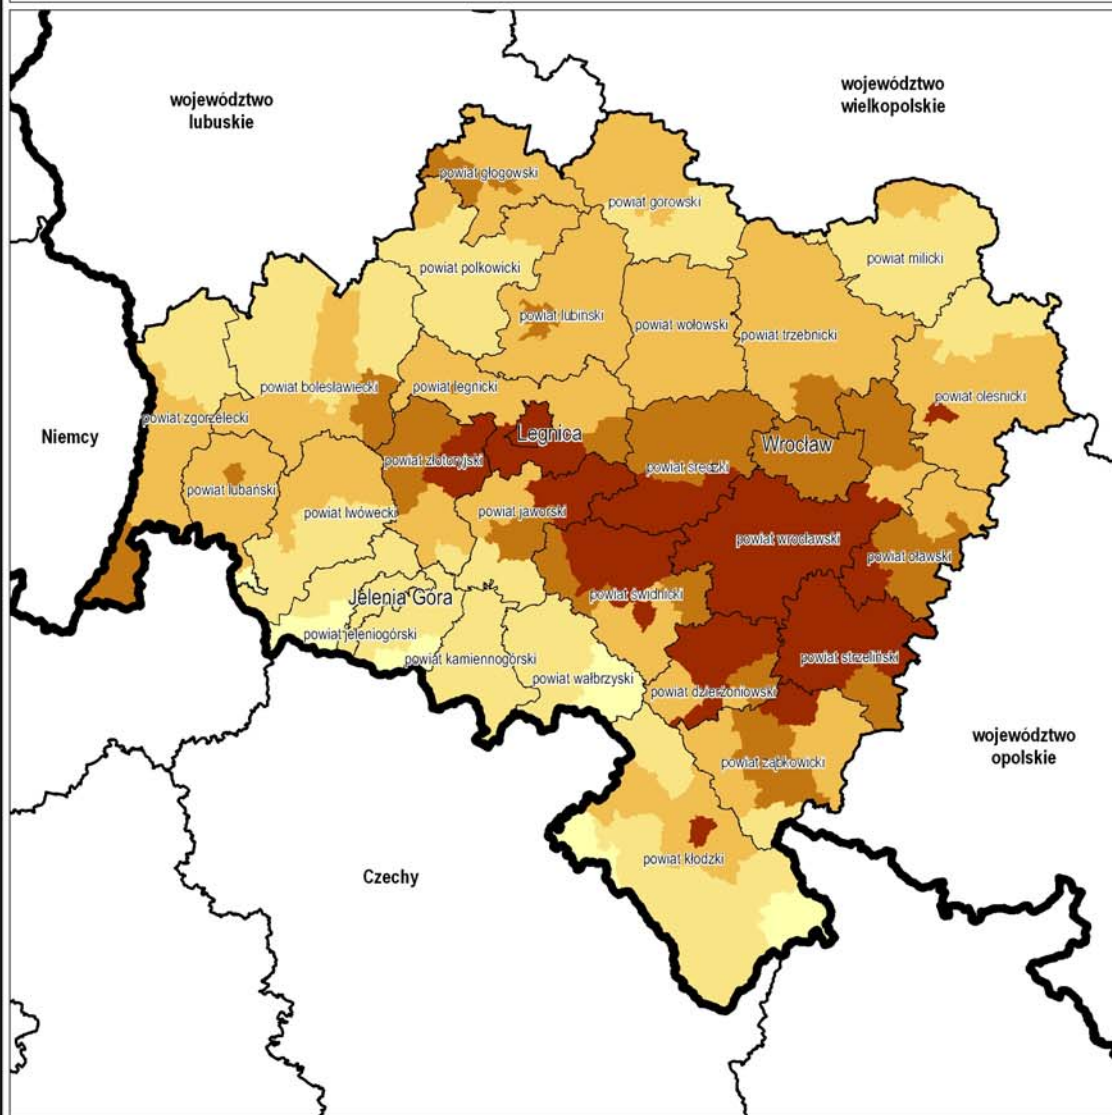 województwo
lubuskie
województwo
wielkopolskie
powiat głogowski
powiat gorowski
powiat milicki
powiat polkowicki
powiat lubiński
powiat wołowski
powiat trzebnicki
powiat bolesławiecki
powiat legnicki
powiat oleśnicki
powiat zgorzelecki
Niemcy
Legnica
Wrocław
powiat złotoryjski
powiat średzki
powiat lubański
powiat lwówecki
powiat jaworski
powiat wrocławski
powiat oławski
Jelenia Góra
powiat świdnicki
powiat jeleniogórski
powiat kamiennogórski
powiat strzeliński
powiat wałbrzyski
powiat dzierżoniowski
województwo
opolskie
powiat ząbkowicki
powiat kłodzki
Czechy